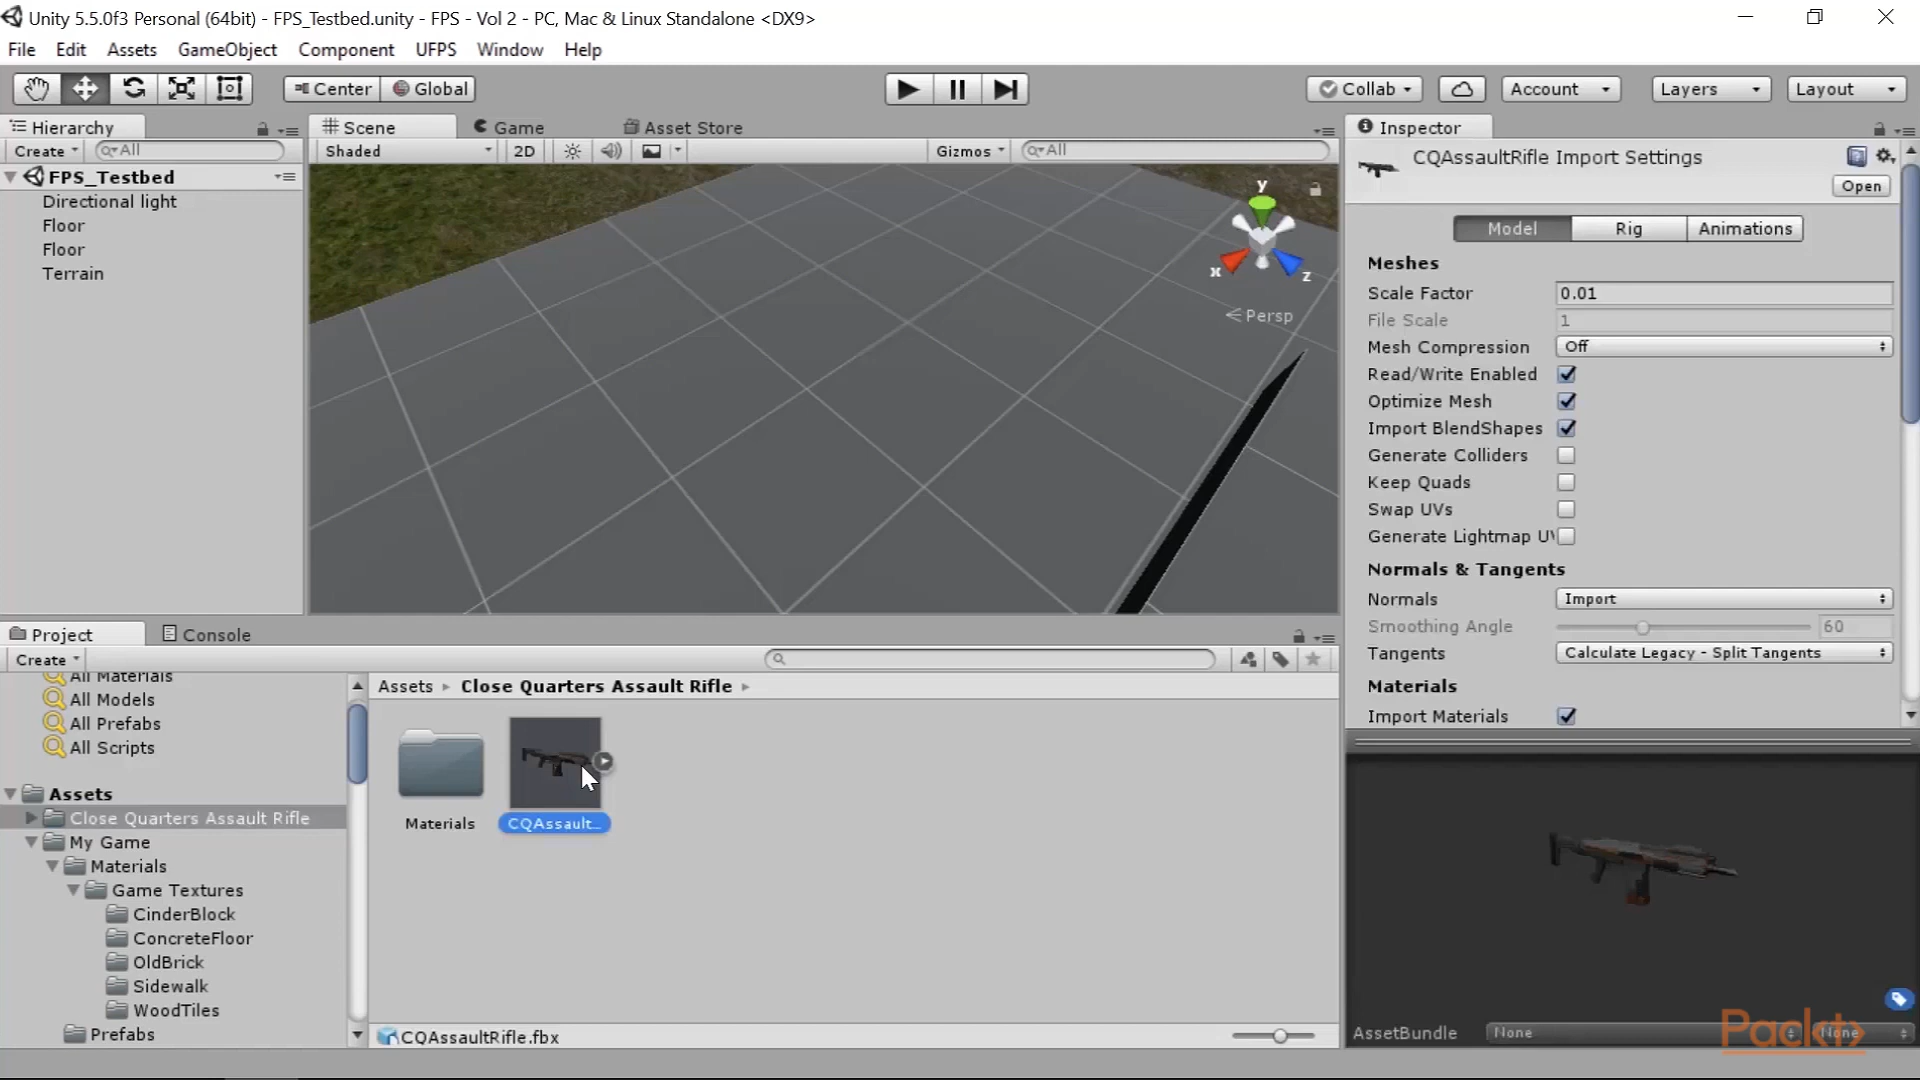 Unity 5.5.0f3 Personal (64bit) - FPS_Testbed.unity - FPS - Vol 2 - PC, Mac & Linux Standalone <DX9>
File Edit Assets GameObject Component UFPS Window Help
Center Global Collab Account Layers Layout
Hierarchy
Create All
FPS_Testbed
Directional light
Floor
Floor
Terrain
Scene Game Asset Store
Shaded 2D Gizmos All
y
x
z
Persp
Inspector
CQAssaultRifle Import Settings
Open
Model Rig Animations
Meshes
Scale Factor 0.01
File Scale 1
Mesh Compression Off
Read/Write Enabled
Optimize Mesh
Import BlendShapes
Generate Colliders
Keep Quads
Swap UVs
Generate Lightmap U
Normals & Tangents
Normals Import
Smoothing Angle 60
Tangents Calculate Legacy - Split Tangents
Materials
Import Materials
Project Console
Create
All Materials
All Models
All Prefabs
All Scripts
Assets
Close Quarters Assault Rifle
My Game
Materials
Game Textures
CinderBlock
ConcreteFloor
OldBrick
Sidewalk
WoodTiles
Prefabs
Assets Close Quarters Assault Rifle
Materials CQAssault...
CQAssaultRifle.fbx
AssetBundle None None
Packt